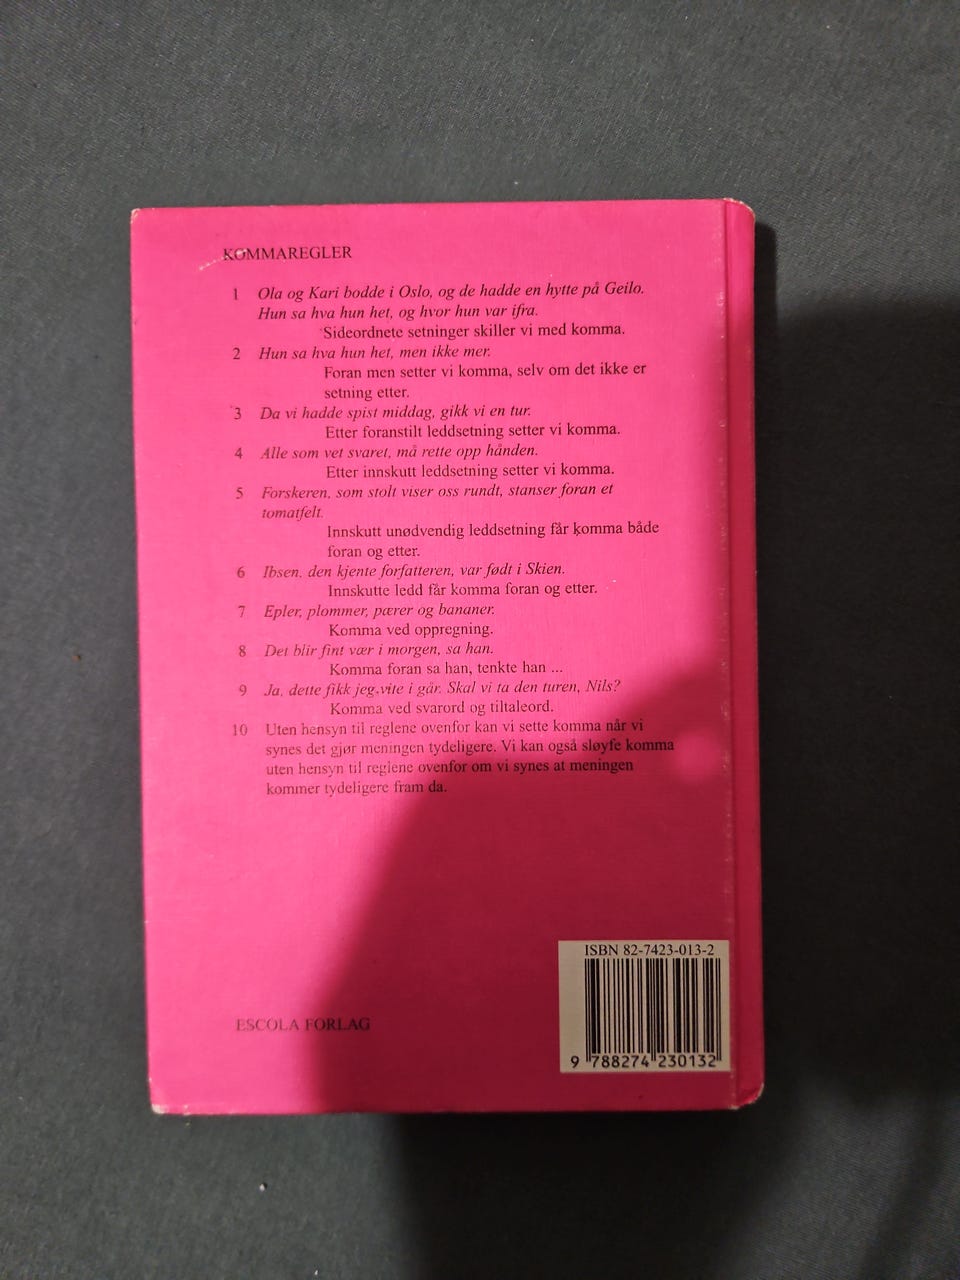 KOMMAREGLER
1 Ola og Kari bodde i Oslo, og de hadde en hytte på Geilo.
Hun sa hva hun het, og hvor hun var ifra.
Sideordnete setninger skiller vi med komma.
2 Hun sa hva hun het, men ikke mer.
Foran men setter vi komma, selv om det ikke er
setning etter.
3 Da vi hadde spist middag, gikk vi en tur.
Etter foranstilt leddsetning setter vi komma.
4 Alle som vet svaret, må rette opp hånden.
Etter innskutt leddsetning setter vi komma.
5 Forskeren, som stolt viser oss rundt, stanser foran et
tomatfelt.
Innskutt unødvendig leddsetning får komma både
foran og etter.
6 Ibsen, den kjente forfatteren, var født i Skien.
Innskutte ledd får komma foran og etter.
7 Epler, plommer, pærer og bananer.
Komma ved oppregning.
8 Det blir fint vær i morgen, sa han.
Komma foran sa han, tenkte han ...
9 Ja, dette fikk jeg vite i går. Skal vi ta den turen, Nils?
Komma ved svarord og tiltaleord.
10 Uten hensyn til reglene ovenfor kan vi sette komma når vi
synes det gjør meningen tydeligere. Vi kan også sløyfe komma
uten hensyn til reglene ovenfor om vi synes at meningen
kommer tydeligere fram da.
ISBN 82-7423-013-2
9 788274 230132
ESCOLA FORLAG